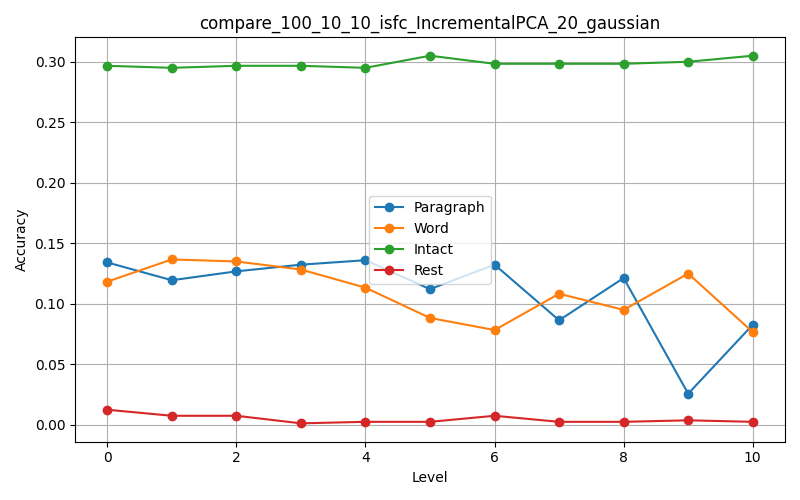 compare_100_10_10_isfc_IncrementalPCA_20_gaussian
0.30
0.25
0.20
0.15
0.10
0.05
0.00
Accuracy
Paragraph
Word
Intact
Rest
0 2 4 6 8 10
Level